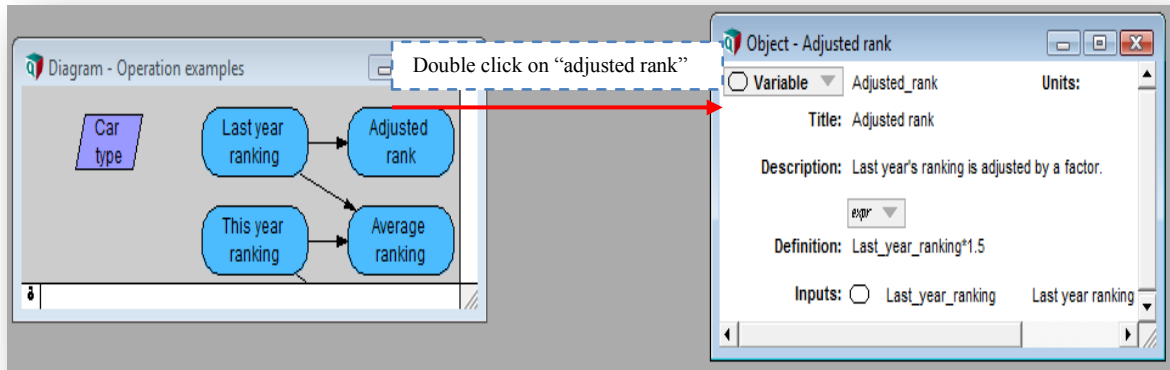 Diagram - Operation examples
Car
type
Last year
ranking
Adjusted
rank
This year
ranking
Average
ranking
Double click on “adjusted rank”
Object - Adjusted rank
Variable Adjusted_rank Units:
Title: Adjusted rank
Description: Last year's ranking is adjusted by a factor.
expr
Definition: Last_year_ranking*1.5
Inputs: Last_year_ranking Last year ranking